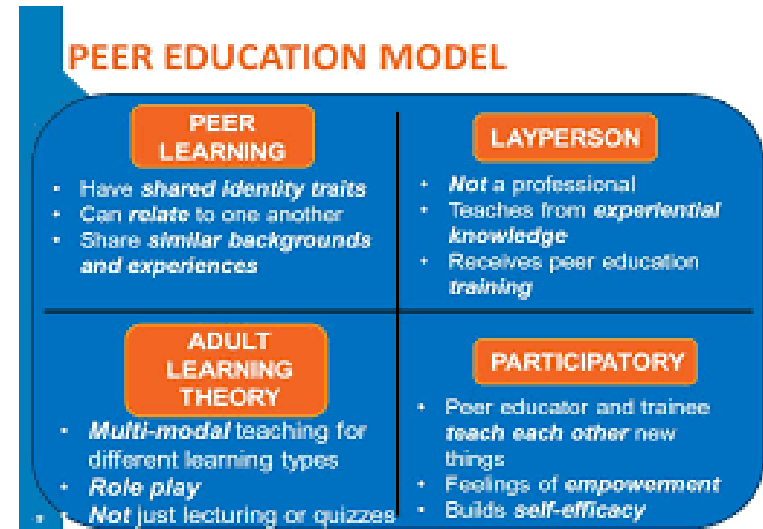 PEER EDUCATION MODEL
PEER
LEARNING
• Have shared identity traits
• Can relate to one another
• Share similar backgrounds
and experiences
LAYPERSON
• Not a professional
• Teaches from experiential
knowledge
• Receives peer education
training
ADULT
LEARNING
THEORY
• Multi-modal teaching for
different learning types
• Role play
• Not just lecturing or quizzes
PARTICIPATORY
• Peer educator and trainee
teach each other new
things
• Feelings of empowerment
• Builds self-efficacy